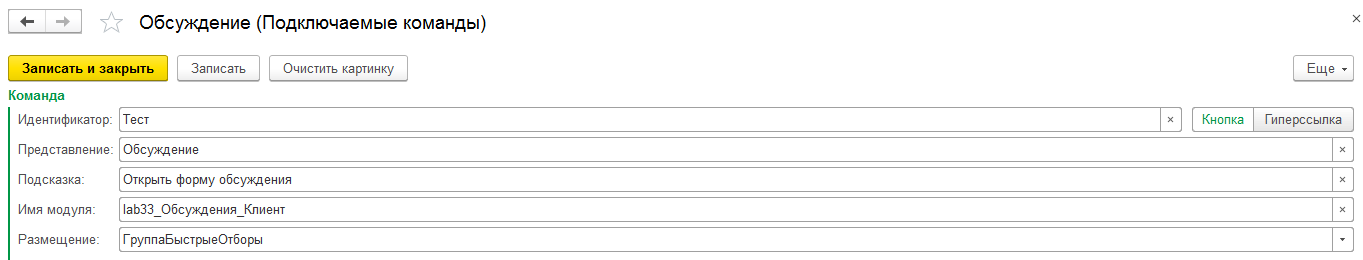 Обсуждение (Подключаемые команды)
Записать и закрыть Записать Очистить картинку Еще
Команда
Идентификатор: Тест Кнопка Гиперссылка
Представление: Обсуждение
Подсказка: Открыть форму обсуждения
Имя модуля: lab33_Обсуждения_Клиент
Размещение: ГруппаБыстрыеОтборы